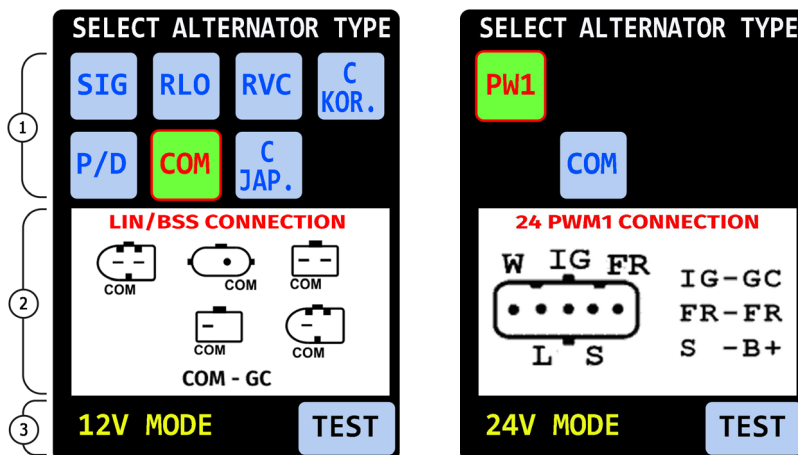 SELECT ALTERNATOR TYPE
SIG RLO RVC C KOR.
P/D COM C JAP.
LIN/BSS CONNECTION
COM COM COM
COM COM
COM - GC
12V MODE TEST
1
2
3
SELECT ALTERNATOR TYPE
PW1
COM
24 PWM1 CONNECTION
W IG FR
L S
IG-GC
FR-FR
S -B+
24V MODE TEST